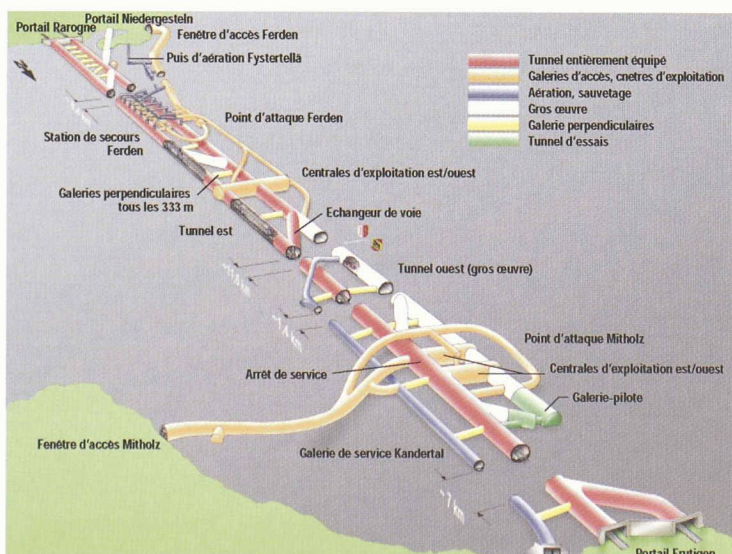 Portail Niedergesteln
Portail Rarogne
Fenêtre d'accès Ferden
Puis d'aération Fystertellä
Point d'attaque Ferden
Station de secours
Ferden
Galeries perpendiculaires
tous les 333 m
Tunnel est
Centrales d'exploitation est/ouest
Echangeur de voie
Tunnel entièrement équipé
Galeries d'accès, cnetres d'exploitation
Aération, sauvetage
Gros œuvre
Galerie perpendiculaires
Tunnel d'essais
Tunnel ouest (gros œuvre)
Point d'attaque Mitholz
Arrêt de service
Centrales d'exploitation est/ouest
Galerie-pilote
Fenêtre d'accès Mitholz
Galerie de service Kandertal
~7 km
Portail Frutigen